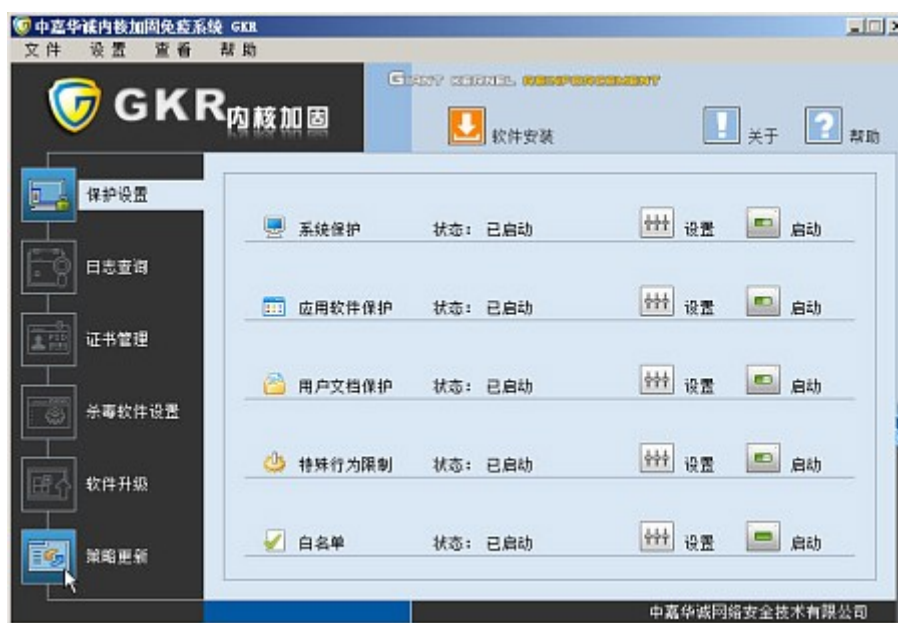 中嘉华诚内核加固免疫系统 GKR
文件 设置 查看 帮助
GKR内核加固
GIANT KERNEL REINFORCEMENT
软件安装 关于 帮助
保护设置
日志查询
证书管理
杀毒软件设置
软件升级
策略更新
系统保护 状态：已启动 设置 启动
应用软件保护 状态：已启动 设置 启动
用户文档保护 状态：已启动 设置 启动
特殊行为限制 状态：已启动 设置 启动
白名单 状态：已启动 设置 启动
中嘉华诚网络安全技术有限公司